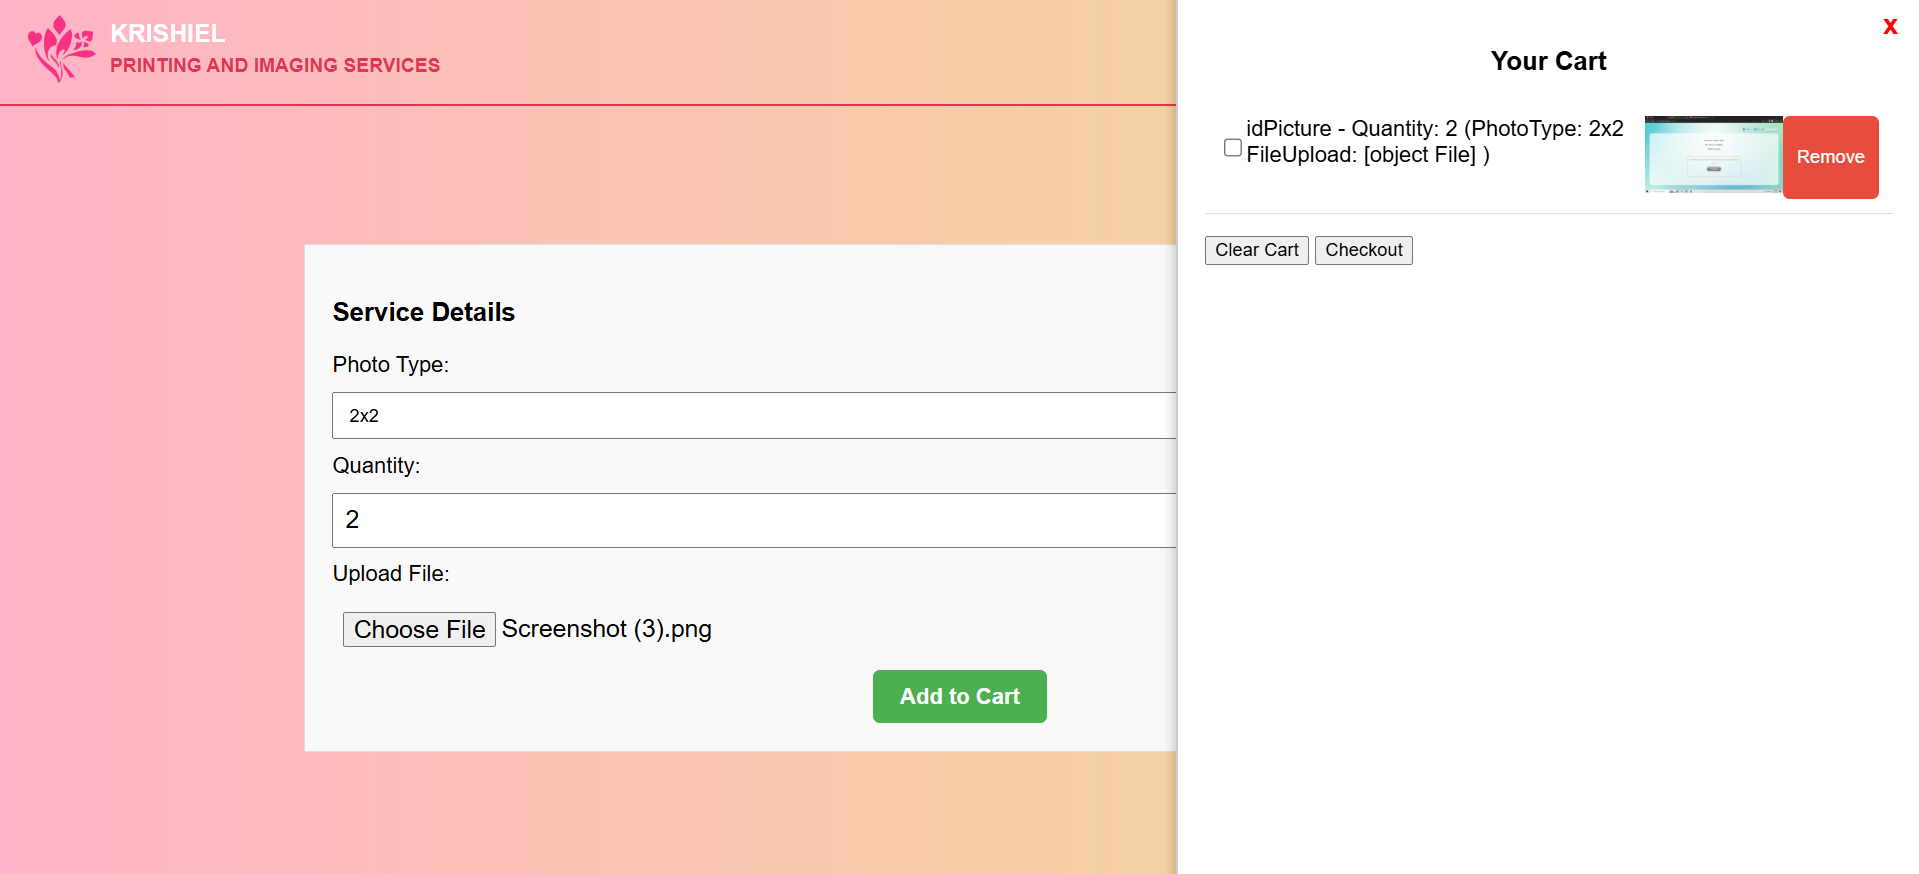 KRISHIEL
PRINTING AND IMAGING SERVICES
Service Details
Photo Type:
2x2
Quantity:
2
Upload File:
Choose File Screenshot (3).png
Add to Cart
X
Your Cart
idPicture - Quantity: 2 (PhotoType: 2x2
FileUpload: [object File] )
Remove
Clear Cart Checkout